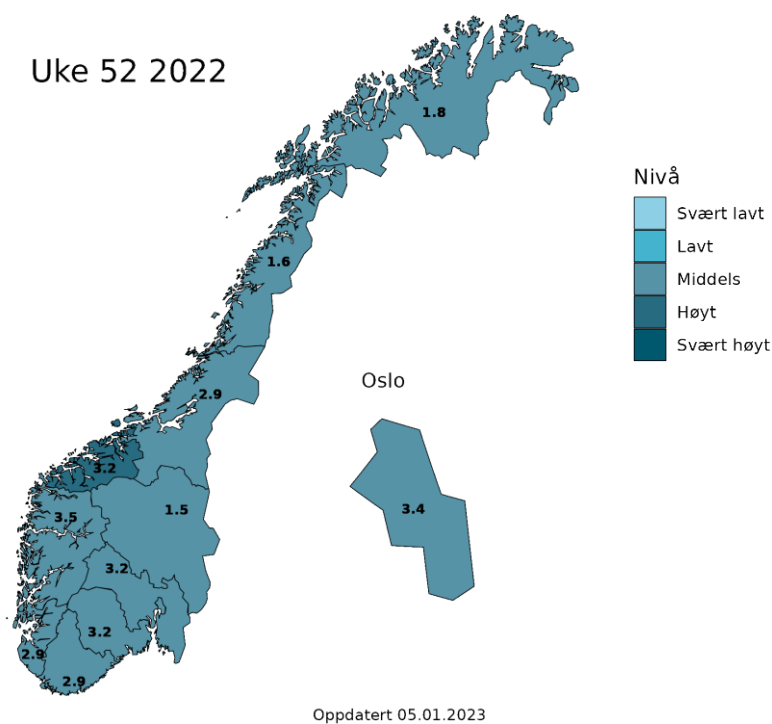 Uke 52 2022
1.8
Nivå
Svært lavt
Lavt
Middels
Høyt
Svært høyt
1.6
Oslo
2.9
3.2
3.5
1.5
3.4
3.2
3.2
2.9
2.9
Oppdatert 05.01.2023